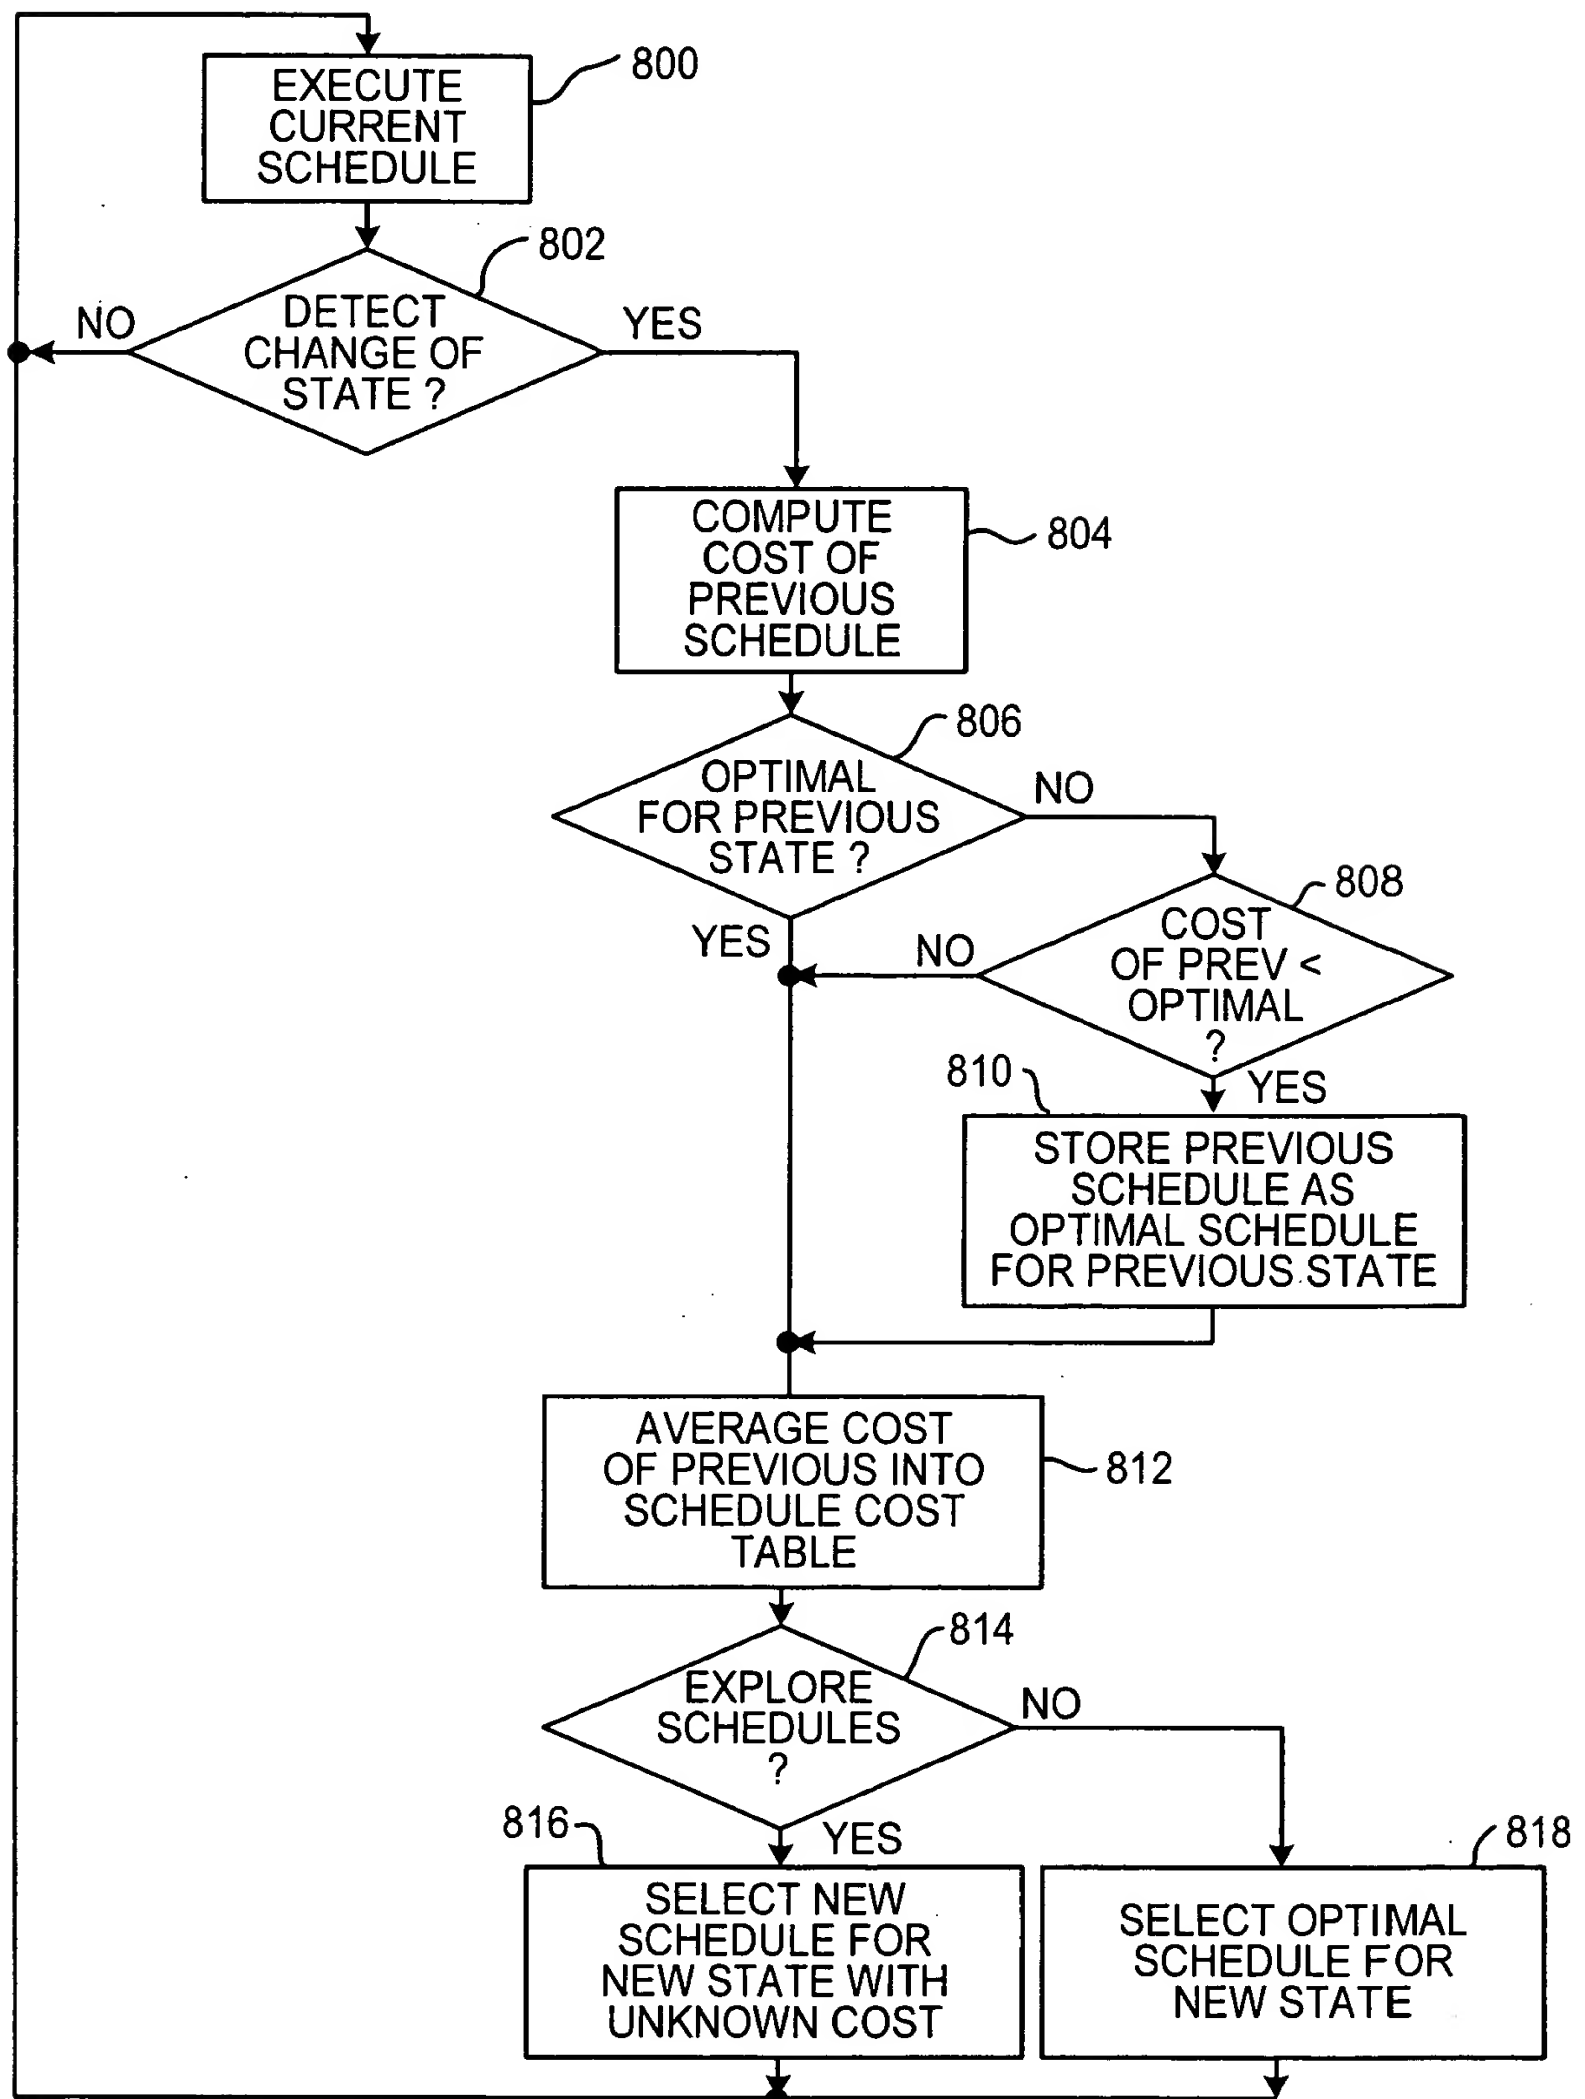 EXECUTE
CURRENT
SCHEDULE
800
802
DETECT
CHANGE OF
STATE ?
NO
YES
COMPUTE
COST OF
PREVIOUS
SCHEDULE
804
806
OPTIMAL
FOR PREVIOUS
STATE ?
NO
YES
808
COST
OF PREV <
OPTIMAL
?
NO
YES
810
STORE PREVIOUS
SCHEDULE AS
OPTIMAL SCHEDULE
FOR PREVIOUS STATE
AVERAGE COST
OF PREVIOUS INTO
SCHEDULE COST
TABLE
812
814
EXPLORE
SCHEDULES
?
NO
YES
816
SELECT NEW
SCHEDULE FOR
NEW STATE WITH
UNKNOWN COST
818
SELECT OPTIMAL
SCHEDULE FOR
NEW STATE